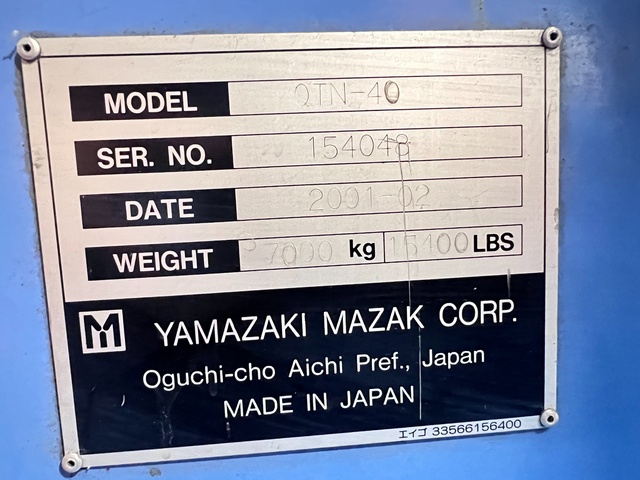 MODEL QTN-40
SER. NO. 154048
DATE 2001-02
WEIGHT 7000 kg 15400 LBS
YAMAZAKI MAZAK CORP.
Oguchi-cho Aichi Pref., Japan
MADE IN JAPAN
エイゴ 33566156400